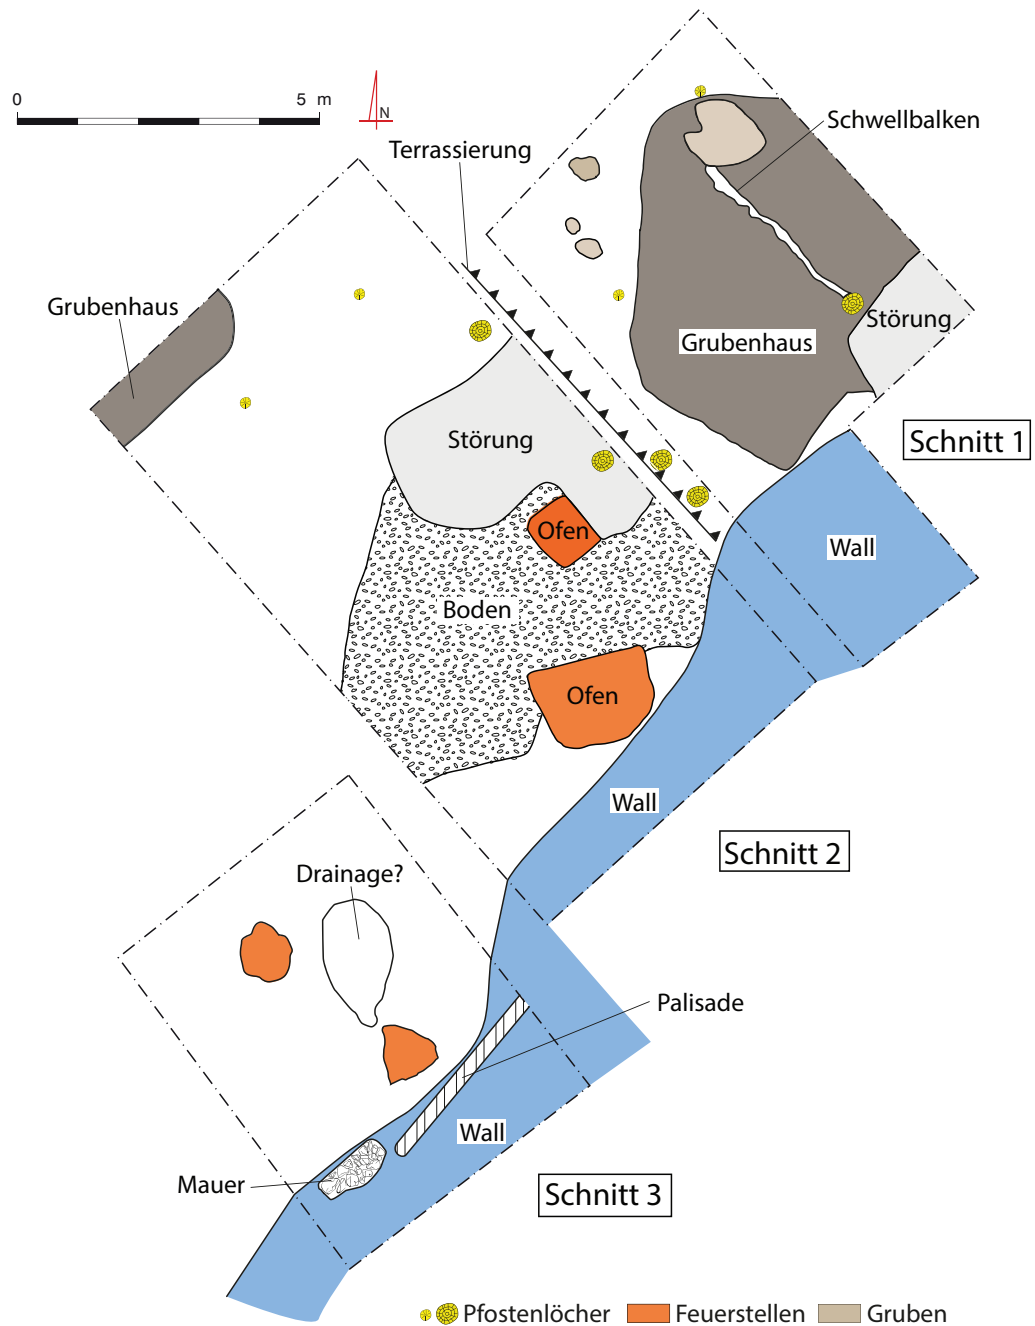 0 5 m
N
Schwellbalken
Terrassierung
Grubenhaus
Störung
Grubenhaus
Störung
Schnitt 1
Ofen
Wall
Boden
Ofen
Wall
Schnitt 2
Drainage?
Palisade
Wall
Mauer
Schnitt 3
Pfostenlöcher Feuerstellen Gruben